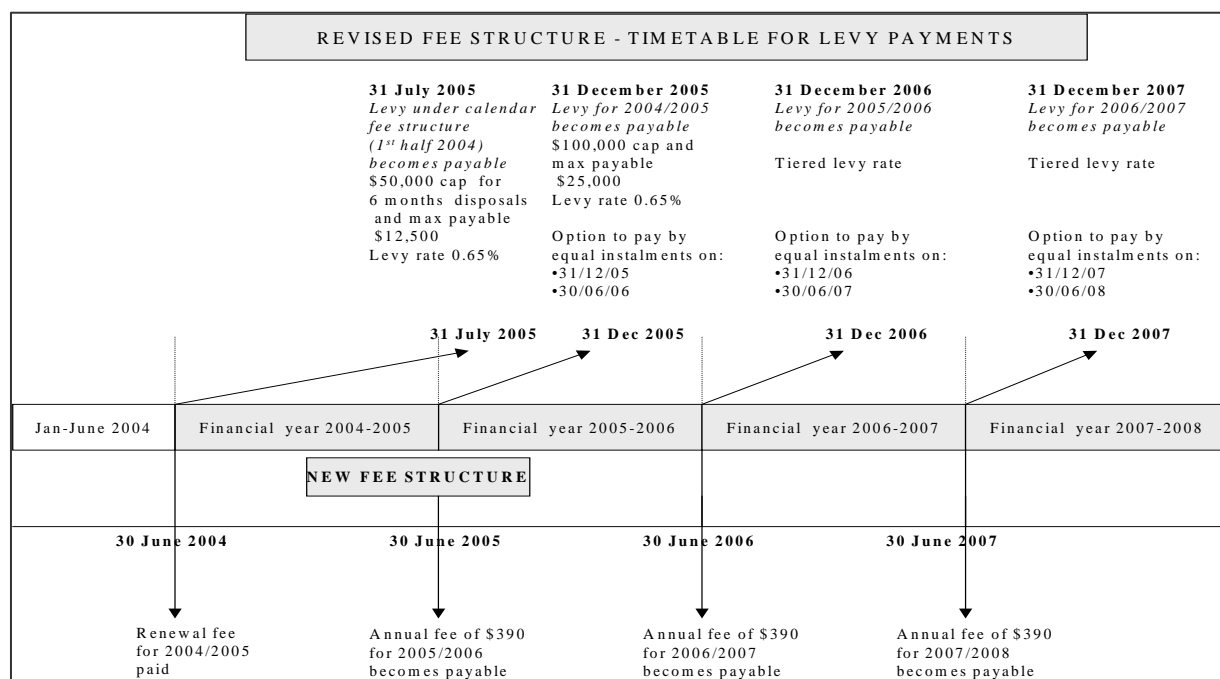 REVISED FEE STRUCTURE - TIMETABLE FOR LEVY PAYMENTS
31 July 2005
Levy under calendar
fee structure
(1st half 2004)
becomes payable
$50,000 cap for
6 months disposals
and max payable
$12,500
Levy rate 0.65%
31 December 2005
Levy for 2004/2005
becomes payable
$100,000 cap and
max payable
$25,000
Levy rate 0.65%
Option to pay by
equal instalments on:
•31/12/05
•30/06/06
31 December 2006
Levy for 2005/2006
becomes payable
Tiered levy rate
Option to pay by
equal instalments on:
•31/12/06
•30/06/07
31 December 2007
Levy for 2006/2007
becomes payable
Tiered levy rate
Option to pay by
equal instalments on:
•31/12/07
•30/06/08
31 July 2005
31 Dec 2005
31 Dec 2006
31 Dec 2007
Jan-June 2004
Financial year 2004-2005
Financial year 2005-2006
Financial year 2006-2007
Financial year 2007-2008
NEW FEE STRUCTURE
30 June 2004
30 June 2005
30 June 2006
30 June 2007
Renewal fee
for 2004/2005
paid
Annual fee of $390
for 2005/2006
becomes payable
Annual fee of $390
for 2006/2007
becomes payable
Annual fee of $390
for 2007/2008
becomes payable